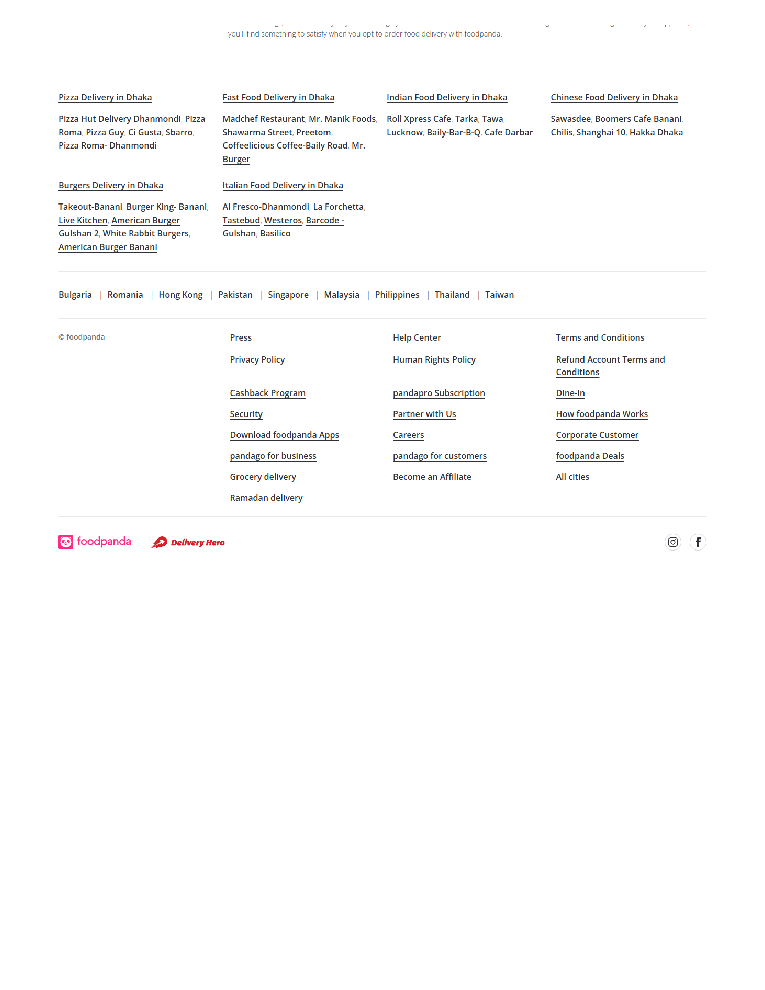 you'll find something to satisfy when you opt to order food delivery with foodpanda.
Pizza Delivery in Dhaka
Pizza Hut Delivery Dhanmondi, Pizza
Roma, Pizza Guy, Ci Gusta, Sbarro,
Pizza Roma- Dhanmondi
Fast Food Delivery in Dhaka
Madchef Restaurant, Mr. Manik Foods,
Shawarma Street, Preetom,
Coffeelicious Coffee-Baily Road, Mr.
Burger
Indian Food Delivery in Dhaka
Roll Xpress Cafe, Tarka, Tawa
Lucknow, Baily-Bar-B-Q, Cafe Darbar
Chinese Food Delivery in Dhaka
Sawasdee, Boomers Cafe Banani,
Chilis, Shanghai 10, Hakka Dhaka
Burgers Delivery in Dhaka
Takeout-Banani, Burger King- Banani,
Live Kitchen, American Burger
Gulshan 2, White Rabbit Burgers,
American Burger Banani
Italian Food Delivery in Dhaka
Al Fresco-Dhanmondi, La Forchetta,
Tastebud, Westeros, Barcode -
Gulshan, Basilico
Bulgaria | Romania | Hong Kong | Pakistan | Singapore | Malaysia | Philippines | Thailand | Taiwan
© foodpanda
Press
Help Center
Terms and Conditions
Privacy Policy
Human Rights Policy
Refund Account Terms and
Conditions
Cashback Program
pandapro Subscription
Dine-in
Security
Partner with Us
How foodpanda Works
Download foodpanda Apps
Careers
Corporate Customer
pandago for business
pandago for customers
foodpanda Deals
Grocery delivery
Become an Affiliate
All cities
Ramadan delivery
foodpanda
Delivery Hero